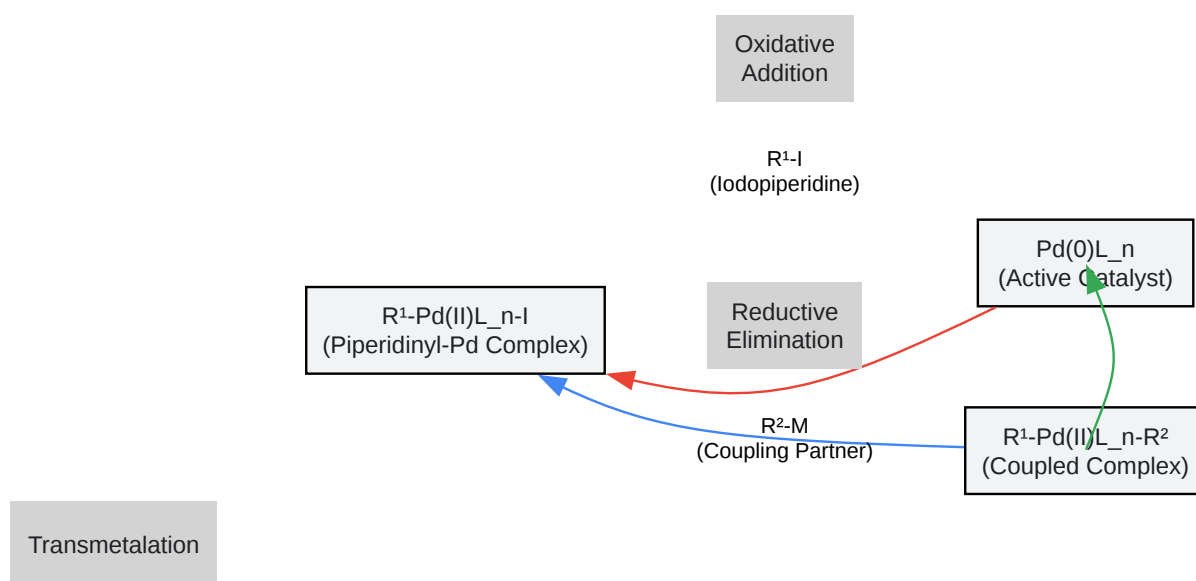 Oxidative
Addition
R¹-I
(Iodopiperidine)
Pd(0)L_n
(Active Catalyst)
Reductive
Elimination
R¹-Pd(II)L_n-I
(Piperidinyl-Pd Complex)
R²-M
(Coupling Partner)
R¹-Pd(II)L_n-R²
(Coupled Complex)
Transmetalation